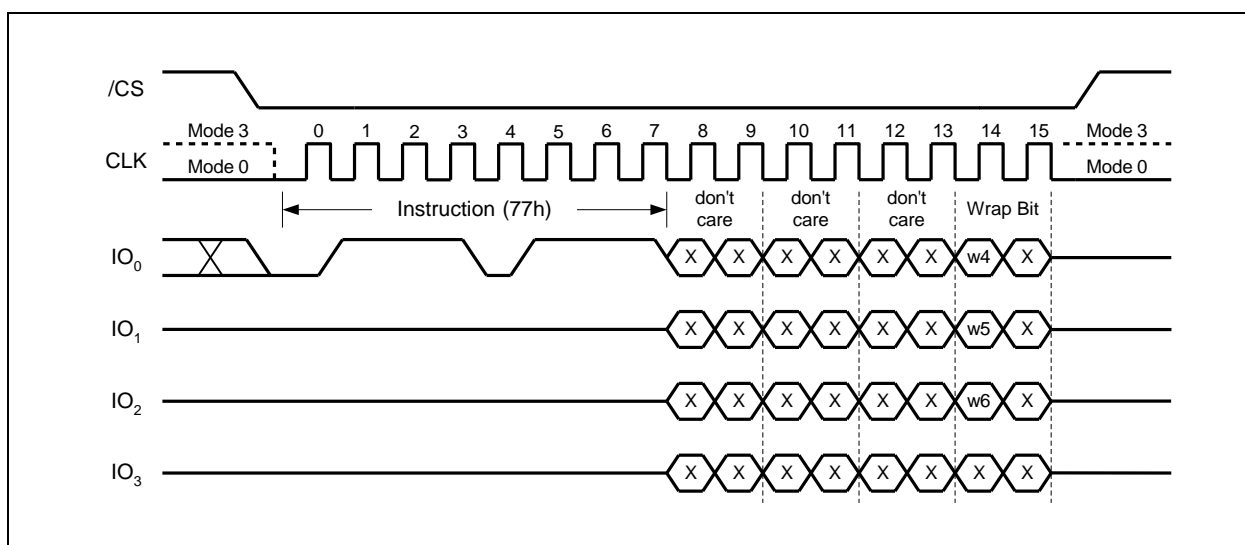 /CS
Mode 3 0 1 2 3 4 5 6 7 8 9 10 11 12 13 14 15 Mode 3
CLK Mode 0 Mode 0
Instruction (77h) don't care don't care don't care Wrap Bit
IO0 X X X X X X w4 X
IO1 X X X X X X w5 X
IO2 X X X X X X w6 X
IO3 X X X X X X X X